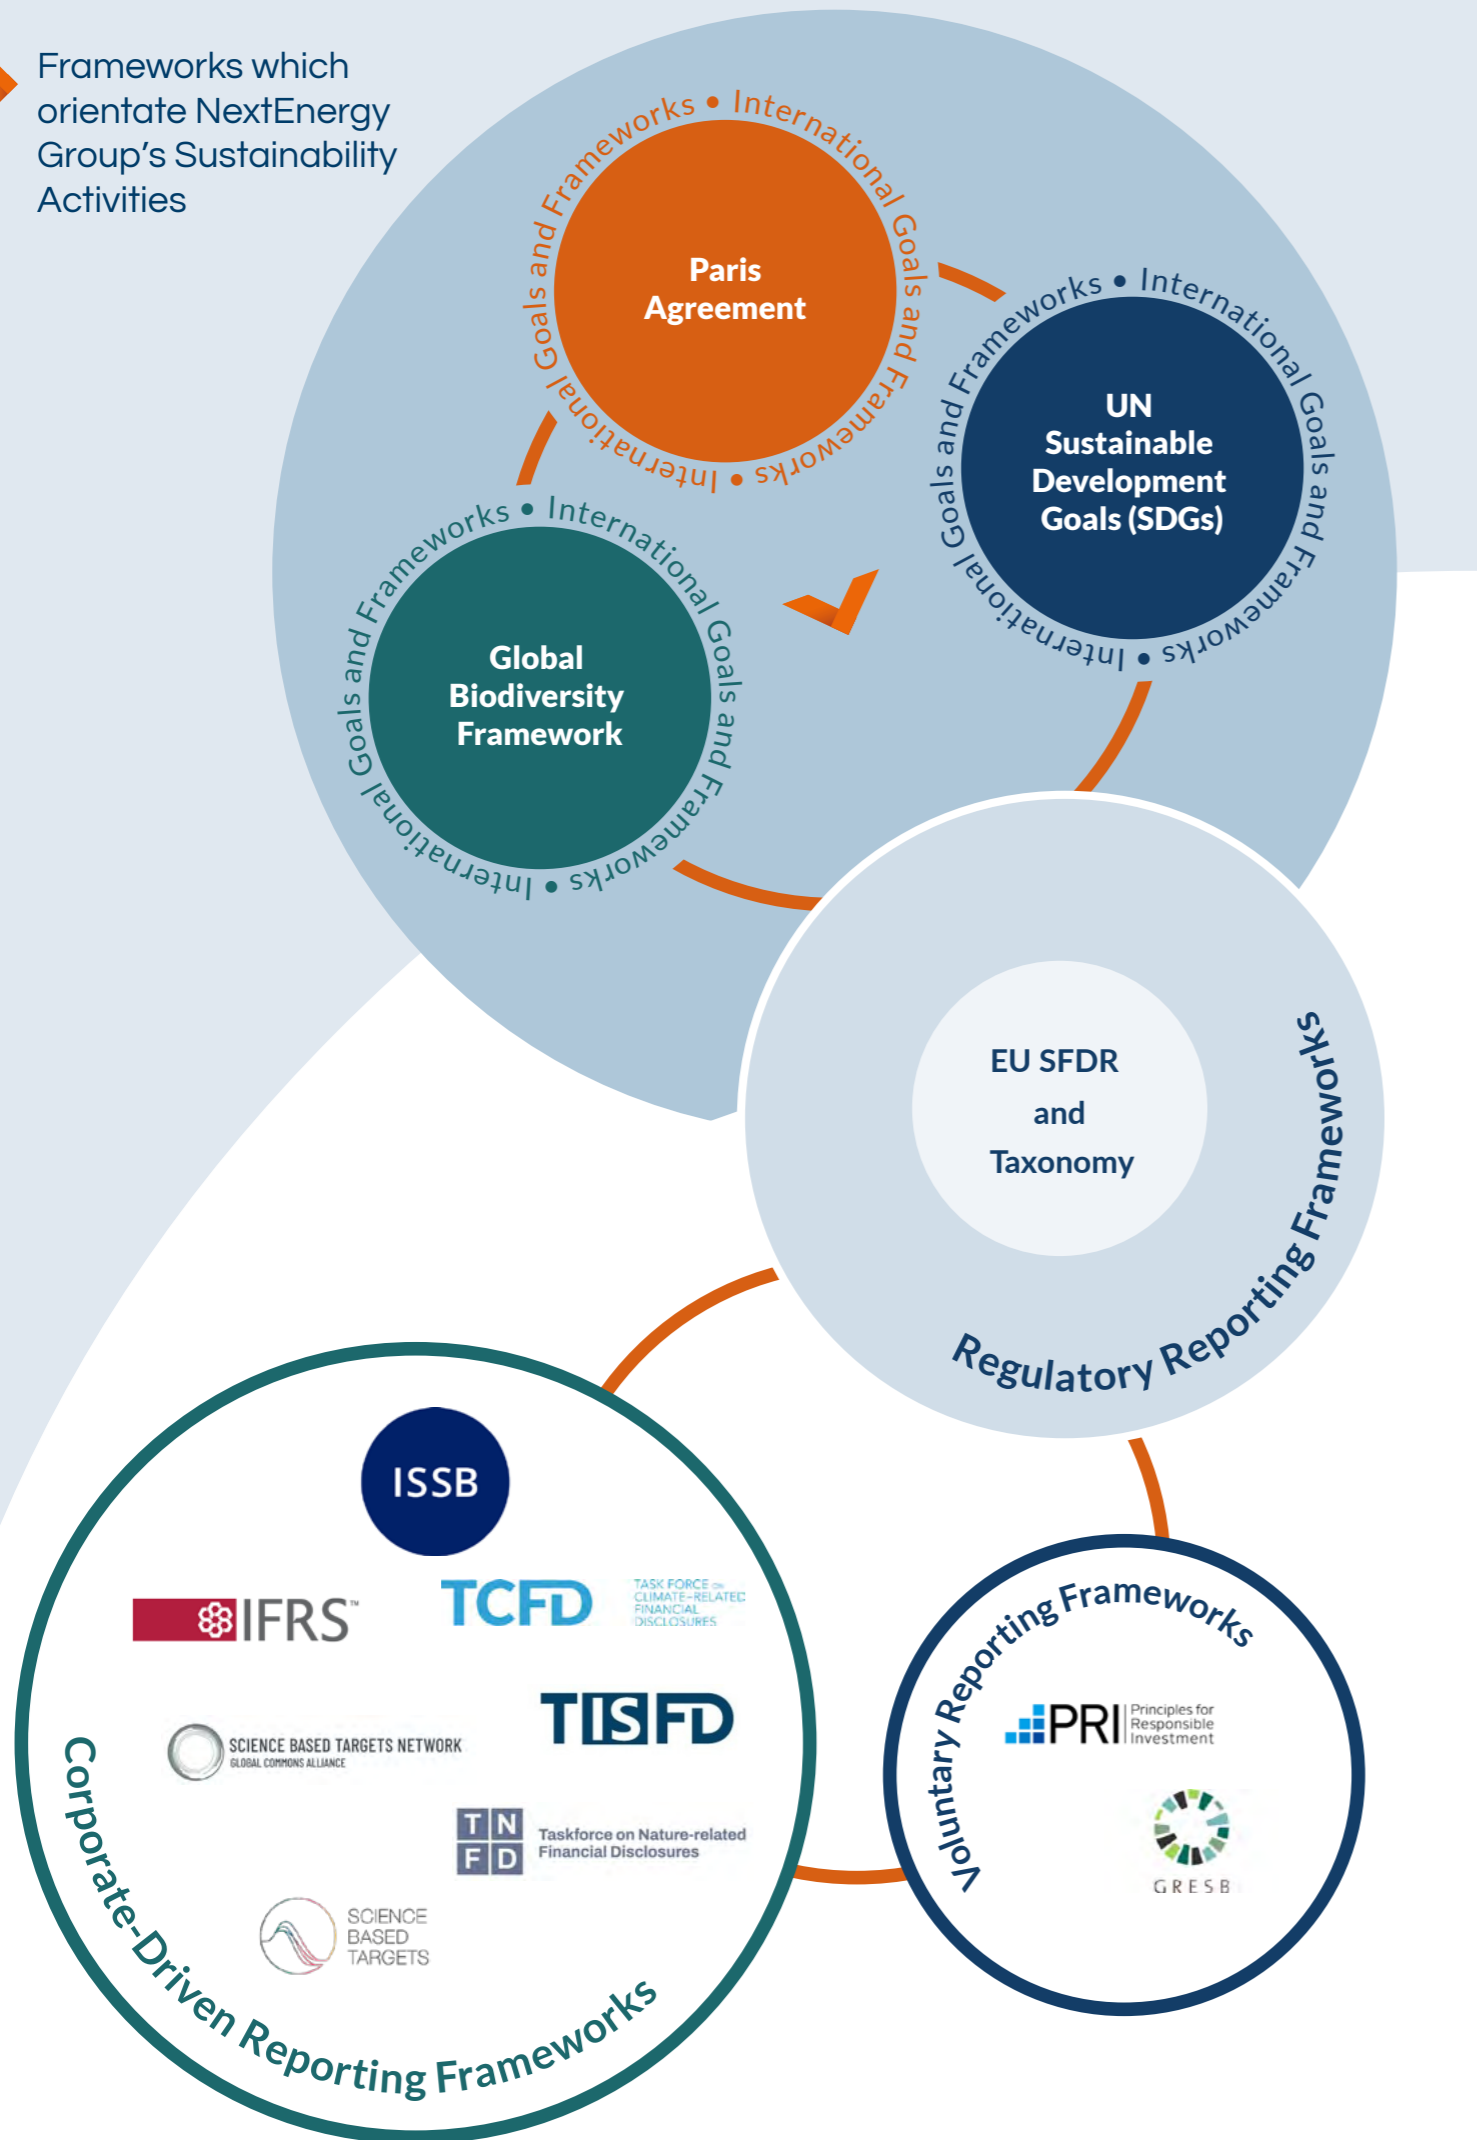 Frameworks which
orientate NextEnergy
Group's Sustainability
Activities
International Goals and Frameworks • International Goals and Frameworks •
Paris
Agreement
International Goals and Frameworks • International Goals and Frameworks •
UN
Sustainable
Development
Goals (SDGs)
International Goals and Frameworks • International Goals and Frameworks •
Global
Biodiversity
Framework
EU SFDR
and
Taxonomy
Regulatory Reporting Frameworks
ISSB
IFRS™
TCFD
TASK FORCE ON
CLIMATE-RELATED
FINANCIAL
DISCLOSURES
TISFD
SCIENCE BASED TARGETS NETWORK
GLOBAL COMMONS ALLIANCE
TN
FD
Taskforce on Nature-related
Financial Disclosures
SCIENCE
BASED
TARGETS
Corporate-Driven Reporting Frameworks
Voluntary Reporting Frameworks
PRI
Principles for
Responsible
Investment
GRESB